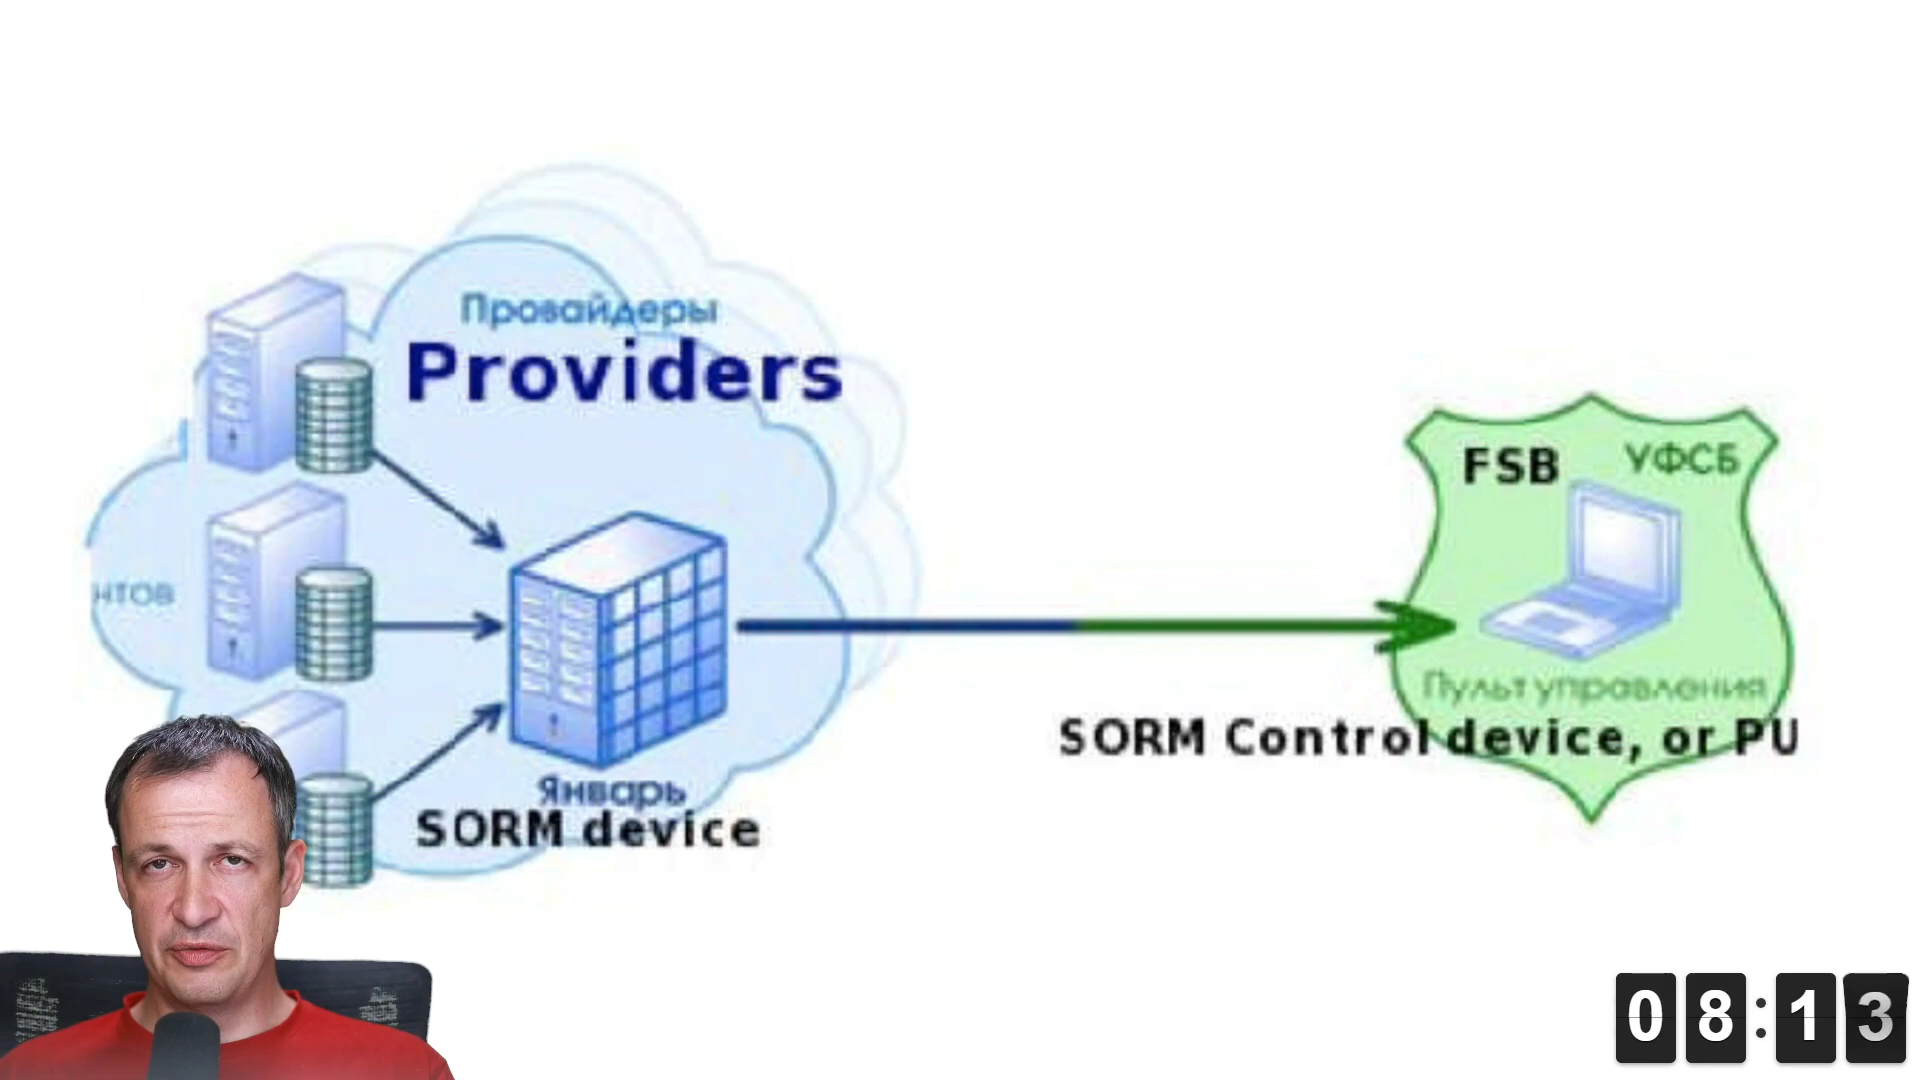 Провайдеры
Providers
нтов
Январь
SORM device
FSB УФСБ
Пульт управления
SORM Control device, or PU
08:13